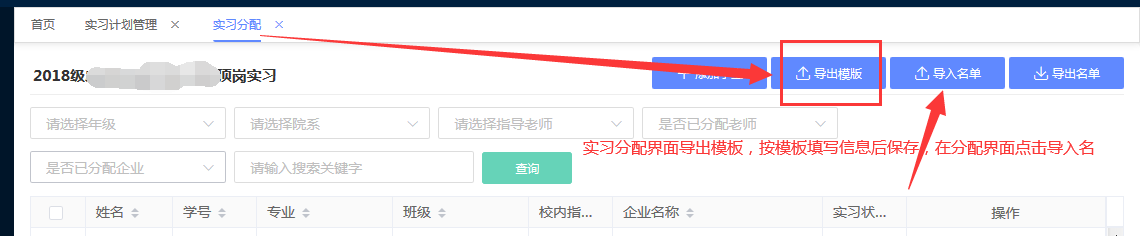 首页 实习计划管理 × 实习分配 ×
2018级 顶岗实习 导出模版 导入名单 导出名单
请选择年级 请选择院系 请选择指导老师 是否已分配老师
实习分配界面导出模板，按模板填写信息后保存，在分配界面点击导入名
是否已分配企业 请输入搜索关键字 查询
姓名 学号 专业 班级 校内指... 企业名称 实习状... 操作